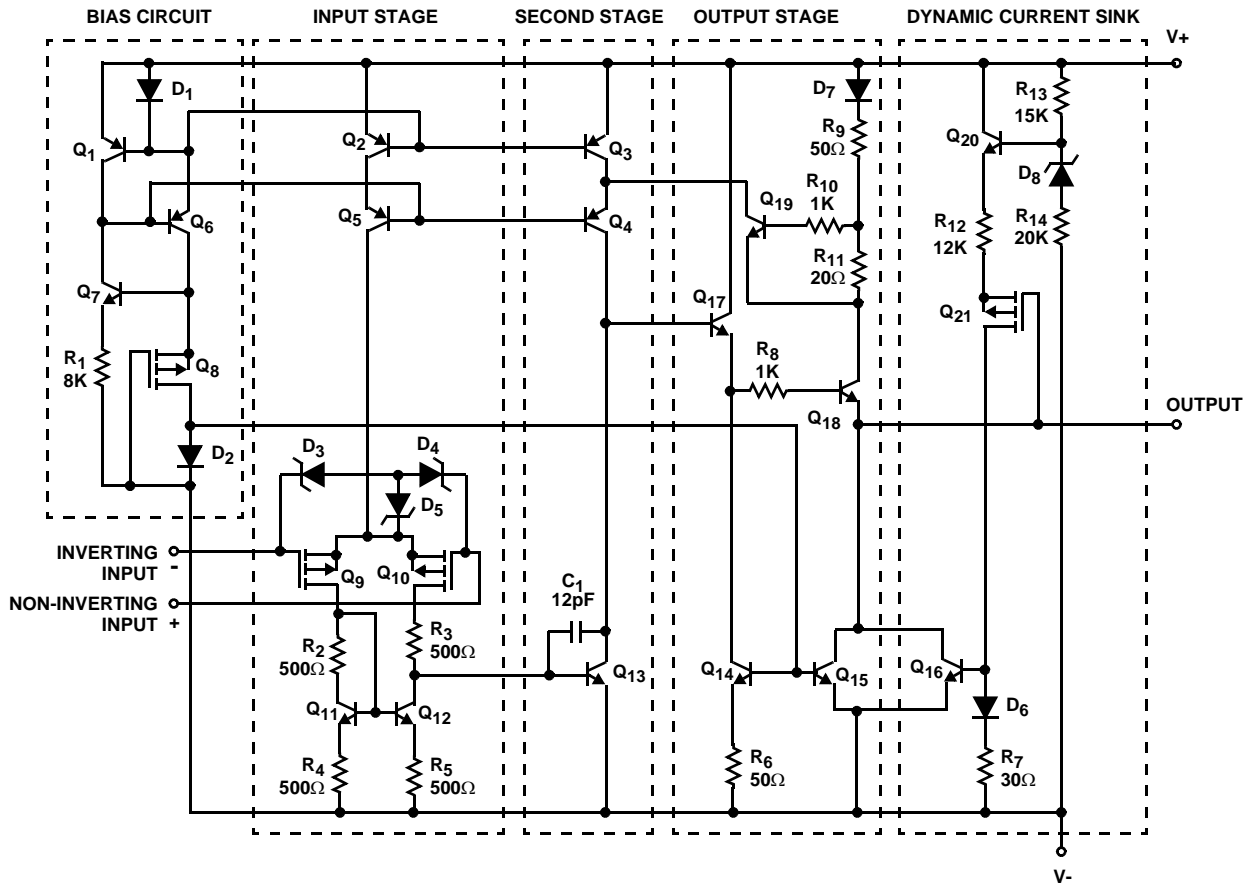 BIAS CIRCUIT
INPUT STAGE
SECOND STAGE
OUTPUT STAGE
DYNAMIC CURRENT SINK
V+
D1
D7
R13
15K
Q1
Q2
Q3
R9
50Ω
Q20
D8
Q6
Q5
Q4
Q19
R10
1K
R12
12K
R14
20K
Q7
R11
20Ω
Q17
Q21
R1
8K
Q8
R8
1K
OUTPUT
Q18
D2
D3
D4
D5
INVERTING
INPUT
-
Q9
Q10
C1
12pF
NON-INVERTING
INPUT
+
R2
500Ω
R3
500Ω
Q13
Q14
Q15
Q16
Q11
Q12
D6
R4
500Ω
R5
500Ω
R6
50Ω
R7
30Ω
V-